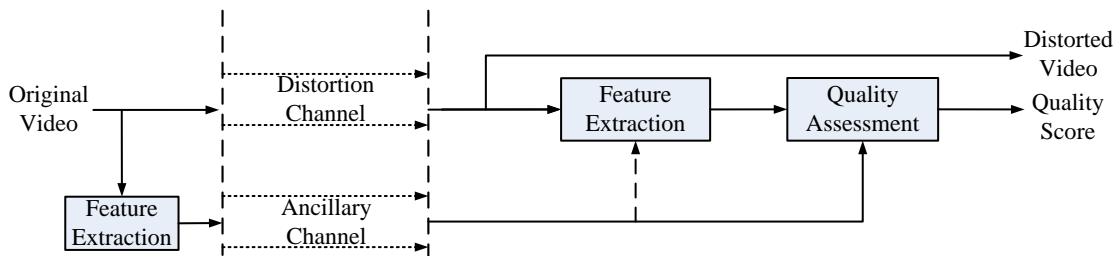 Original
Video
Feature
Extraction
Distortion
Channel
Ancillary
Channel
Feature
Extraction
Quality
Assessment
Distorted
Video
Quality
Score